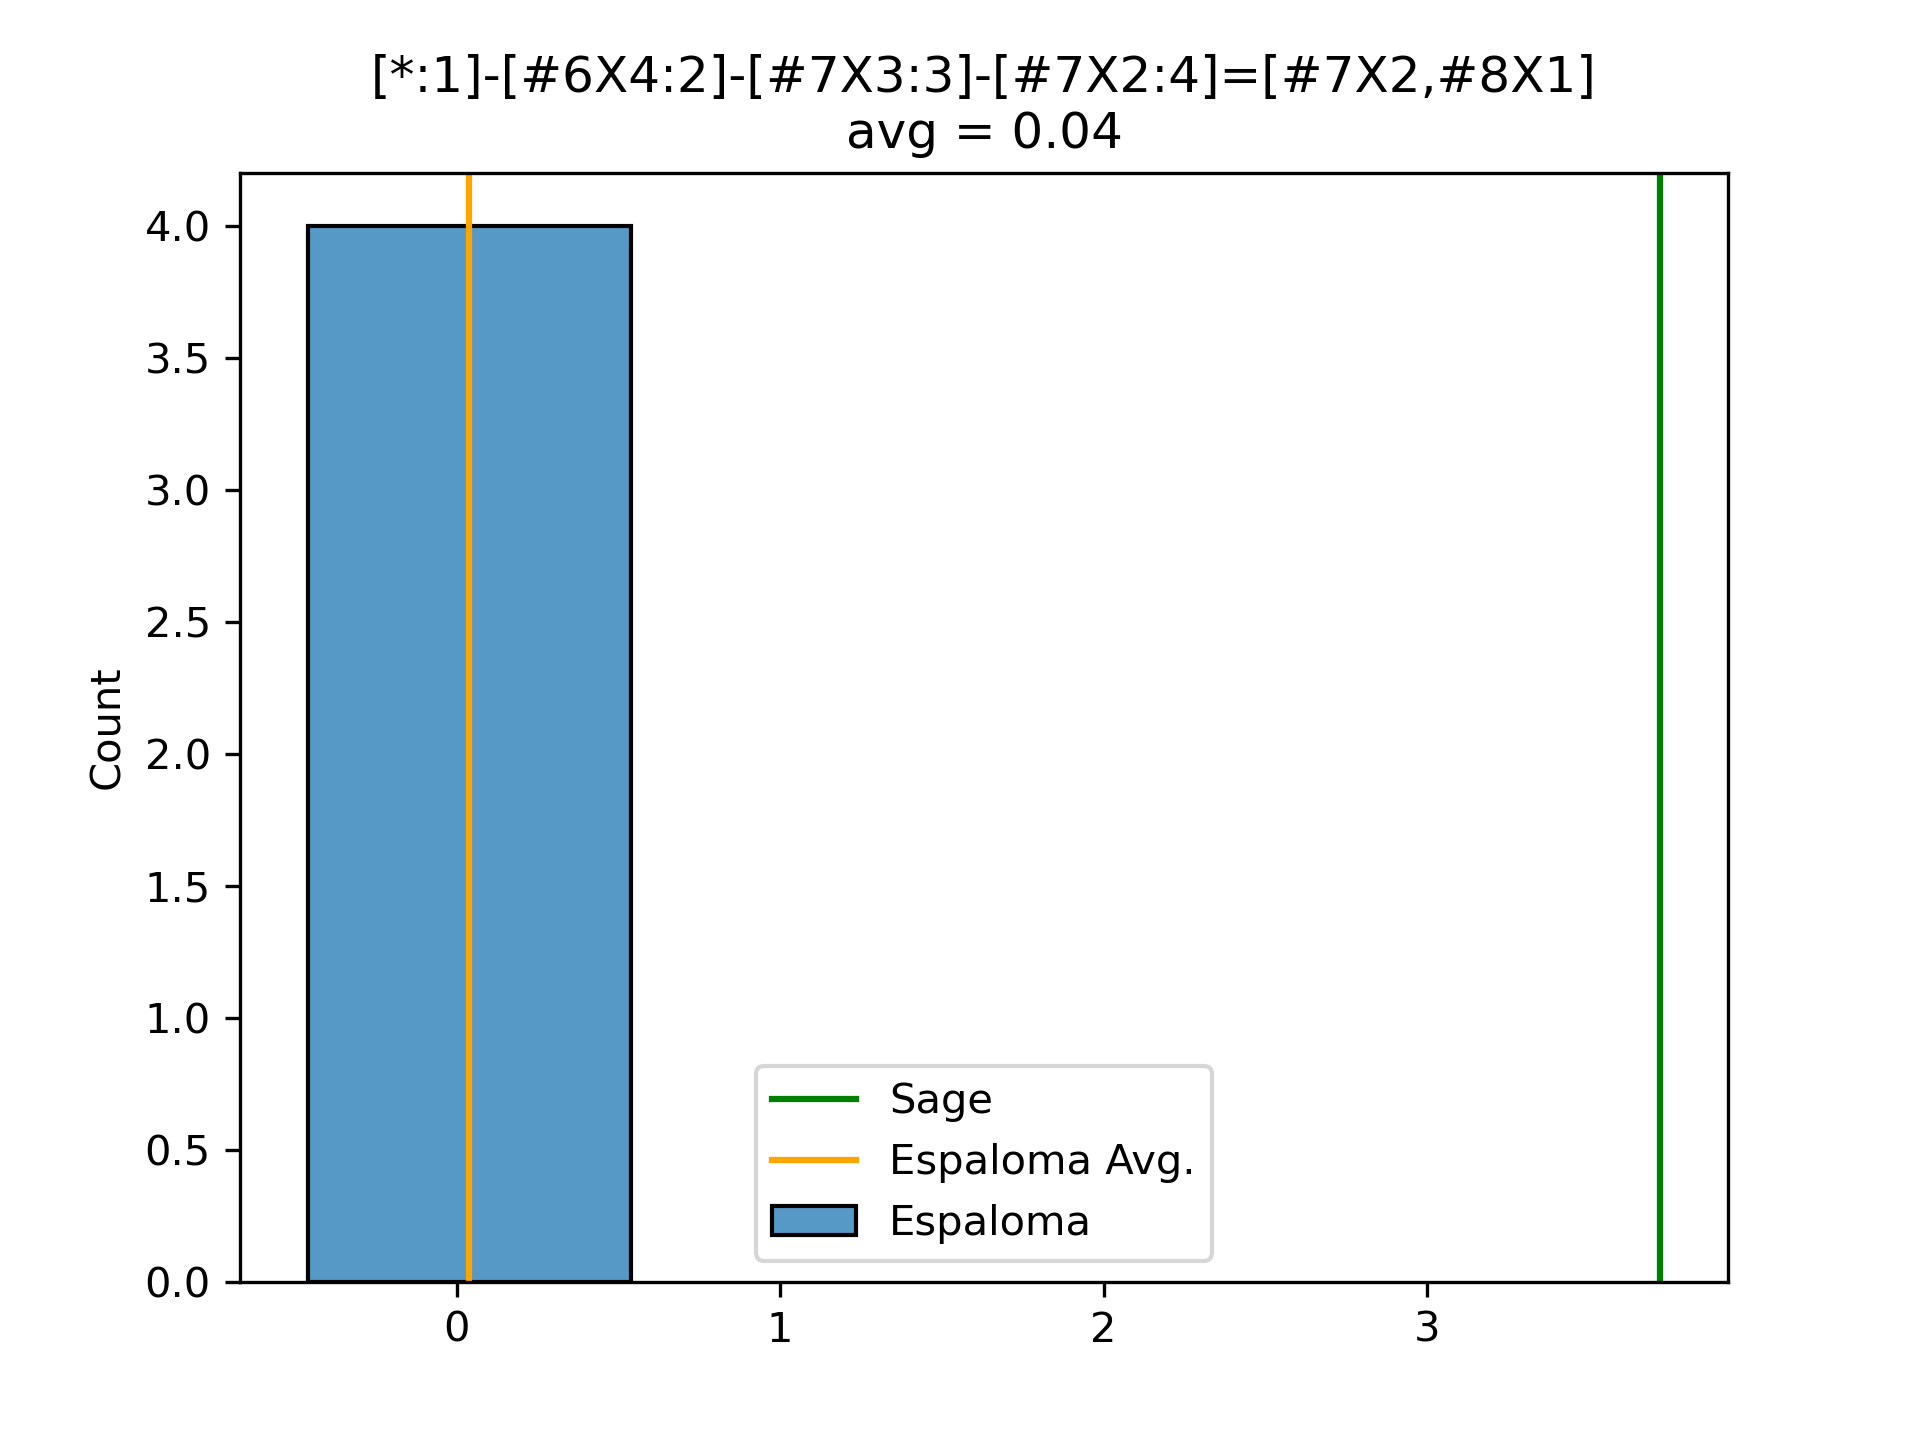 [*:1]-[#6X4:2]-[#7X3:3]-[#7X2:4]=[#7X2,#8X1]
avg = 0.04
4.0
3.5
3.0
2.5
2.0
1.5
1.0
0.5
0.0
Count
Sage
Espaloma Avg.
Espaloma
0 1 2 3